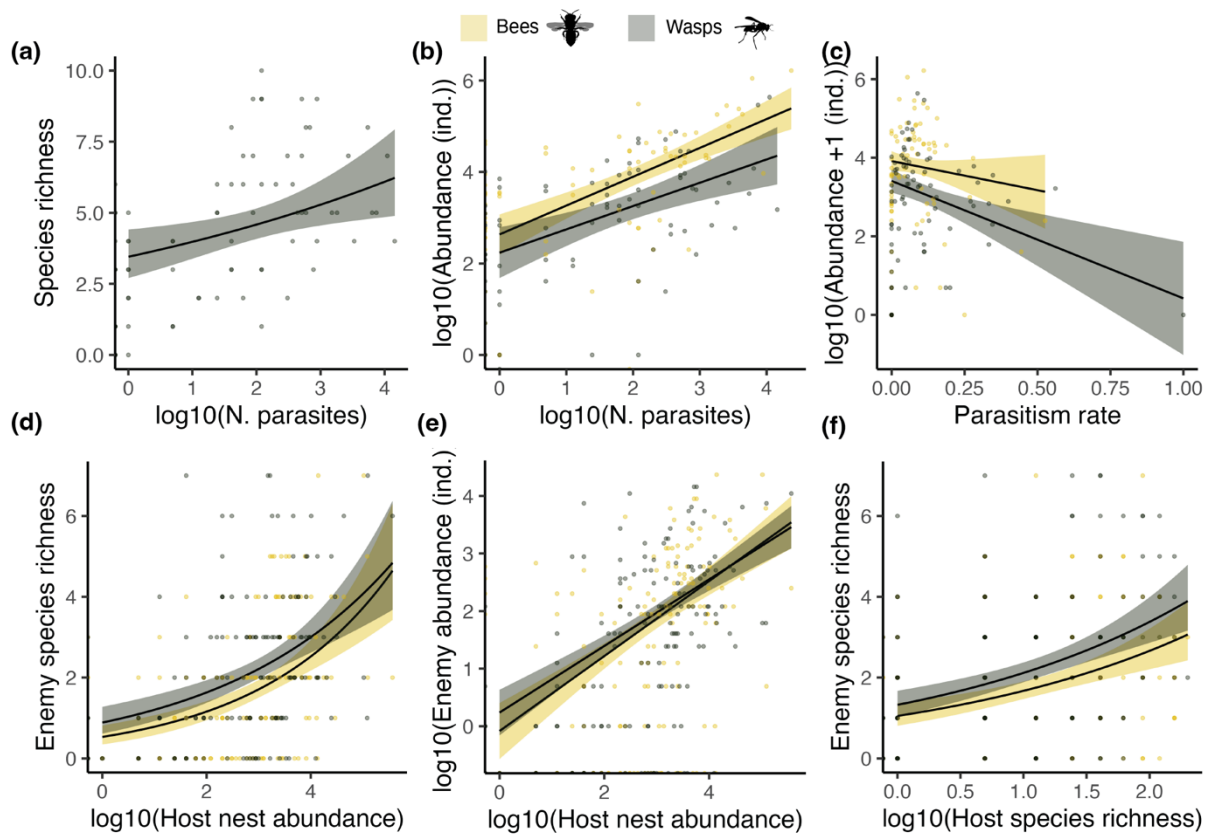 Bees
Wasps
(a)
Species richness
10.0
7.5
5.0
2.5
0.0
0
1
2
3
4
log10(N. parasites)
(b)
log10(Abundance (ind.))
6
4
2
0
0
1
2
3
4
log10(N. parasites)
(c)
log10(Abundance +1 (ind.))
6
4
2
0
0.00
0.25
0.50
0.75
1.00
Parasitism rate
(d)
Enemy species richness
6
4
2
0
0
2
4
log10(Host nest abundance)
(e)
log10(Enemy abundance (ind.)
4
3
2
1
0
0
2
4
log10(Host nest abundance)
(f)
Enemy species richness
6
4
2
0
0.0
0.5
1.0
1.5
2.0
log10(Host species richness)